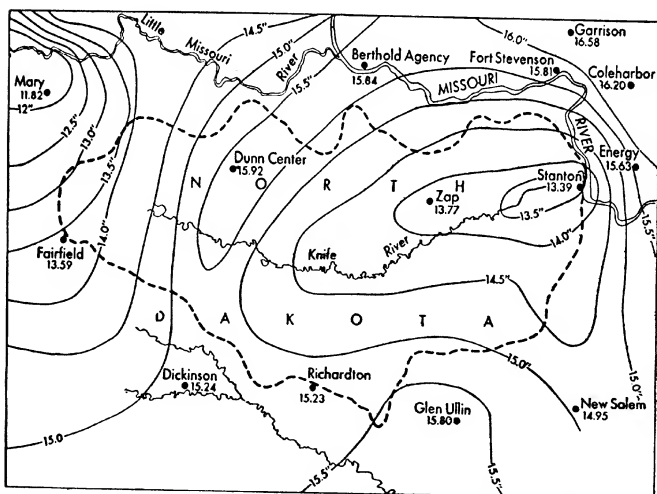 Garrison
16.58
16.0"
Little
Missouri
River
14.5"
15.0"
15.5"
Berthold Agency
15.84
Fort Stevenson
15.81
MISSOURI
RIVER
Coleharbor
16.20
Mary
11.82
12"
12.5"
13.0"
13.5"
14.0"
Dunn Center
15.92
NORTH
Energy
15.63
Stanton
13.39
Zap
13.77
13.5"
14.0"
15.5"
Fairfield
13.59
Knife
River
14.5"
DAKOTA
15.0"
Dickinson
15.24
Richardton
15.23
Glen Ullin
15.80
New Salem
14.95
15.0
15.5"
15.5"